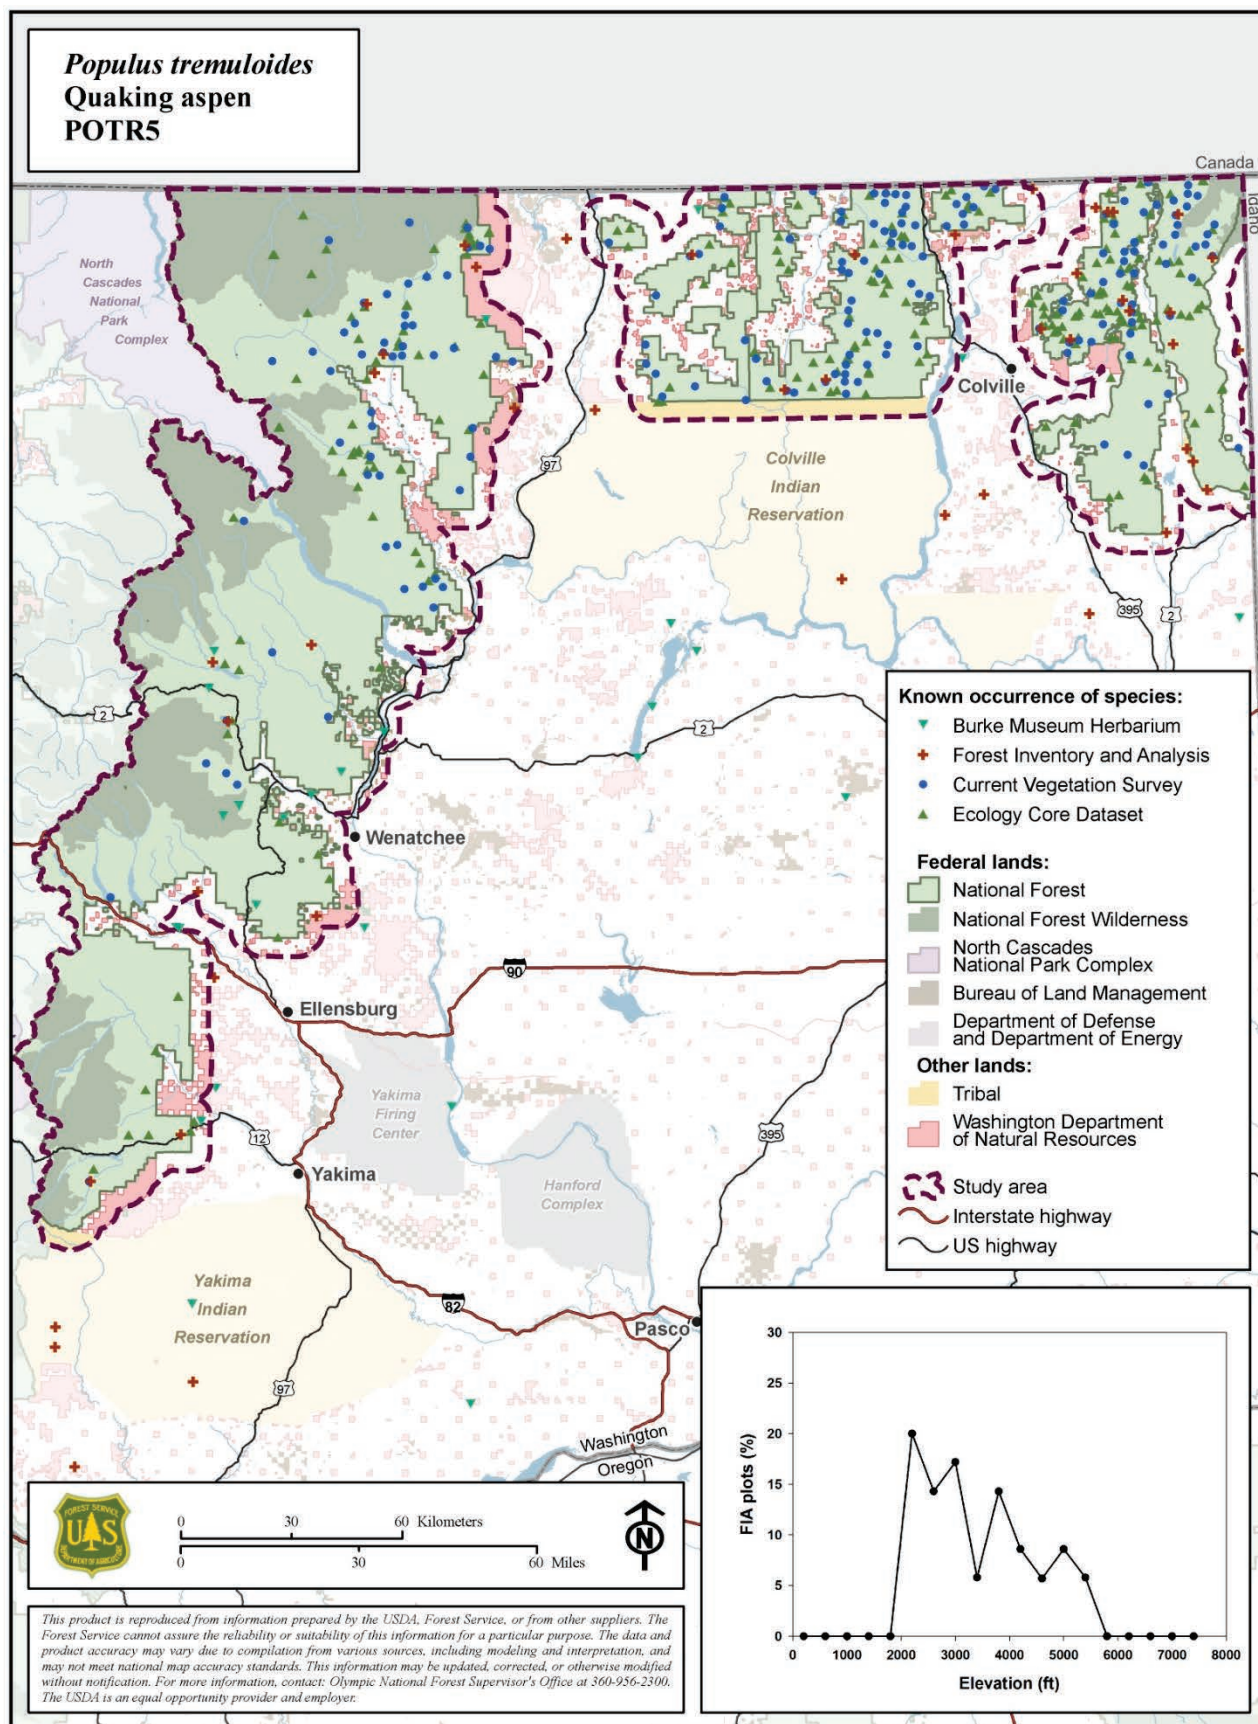 Populus tremuloides
Quaking aspen
POTR5
Canada
Idaho
North
Cascades
National
Park
Complex
Colville
97
Colville
Indian
Reservation
395
2
2
2
Wenatchee
90
Ellensburg
Yakima
Firing
Center
395
12
Yakima
Hanford
Complex
Yakima
Indian
Reservation
82
Pasco
97
Washington
Oregon
Known occurrence of species:
Burke Museum Herbarium
Forest Inventory and Analysis
Current Vegetation Survey
Ecology Core Dataset
Federal lands:
National Forest
National Forest Wilderness
North Cascades
National Park Complex
Bureau of Land Management
Department of Defense
and Department of Energy
Other lands:
Tribal
Washington Department
of Natural Resources
Study area
Interstate highway
US highway
FOREST SERVICE
U S
DEPARTMENT OF AGRICULTURE
0 30 60 Kilometers
0 30 60 Miles
N
This product is reproduced from information prepared by the USDA, Forest Service, or from other suppliers. The
Forest Service cannot assure the reliability or suitability of this information for a particular purpose. The data and
product accuracy may vary due to compilation from various sources, including modeling and interpretation, and
may not meet national map accuracy standards. This information may be updated, corrected, or otherwise modified
without notification. For more information, contact: Olympic National Forest Supervisor's Office at 360-956-2300.
The USDA is an equal opportunity provider and employer.
FIA plots (%)
30
25
20
15
10
5
0
0 1000 2000 3000 4000 5000 6000 7000 8000
Elevation (ft)